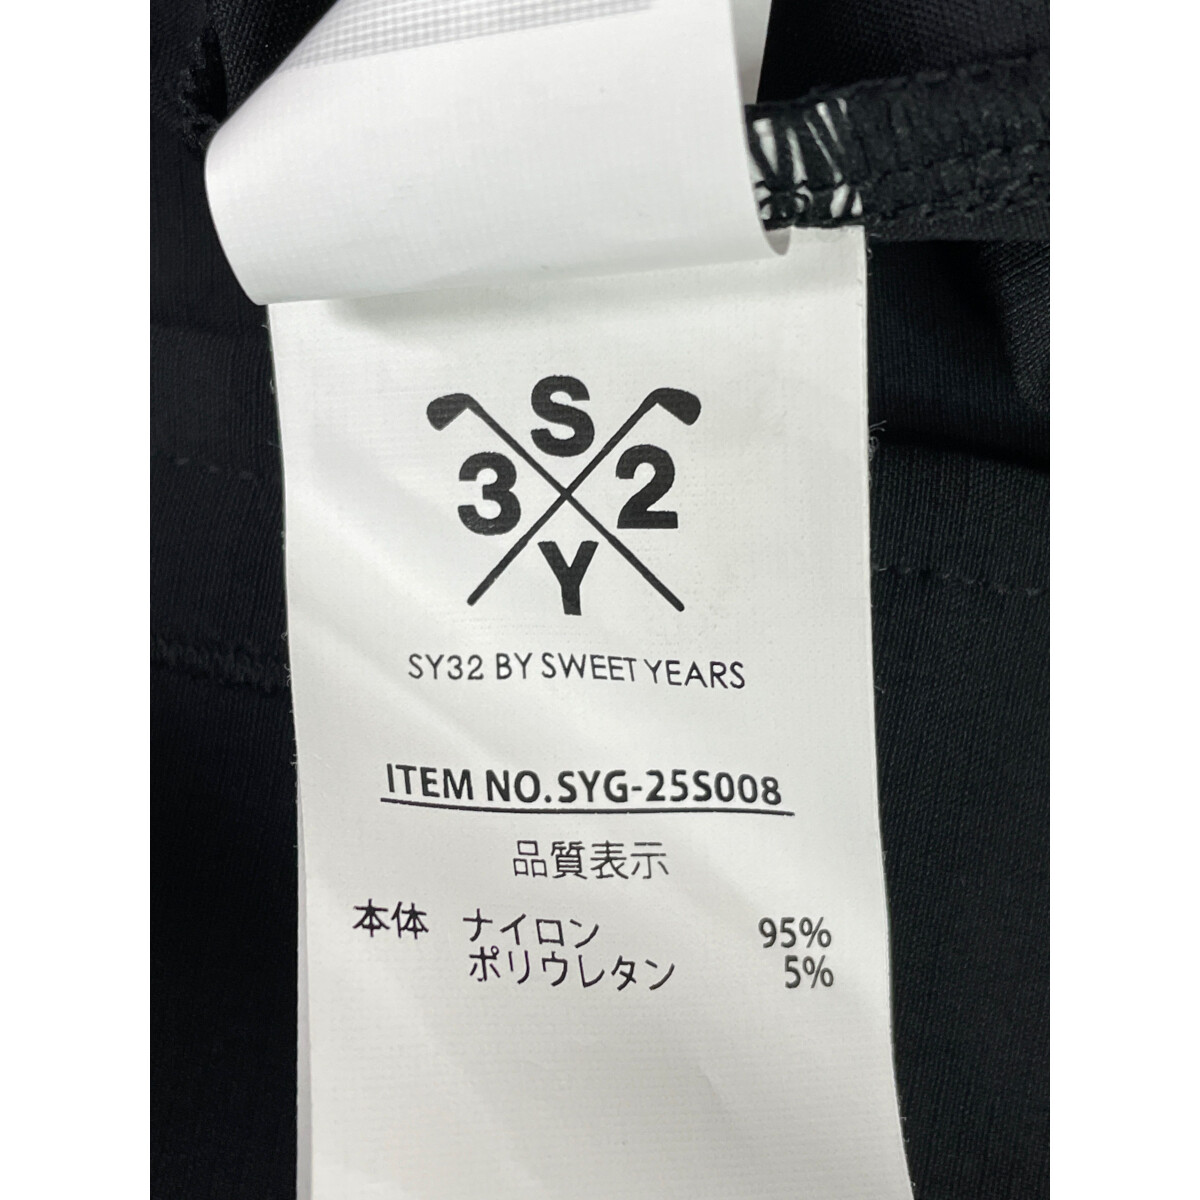 S
3 2
Y
SY32 BY SWEET YEARS
ITEM NO.SYG-25S008
品質表示
本体 ナイロン 95%
ポリウレタン 5%